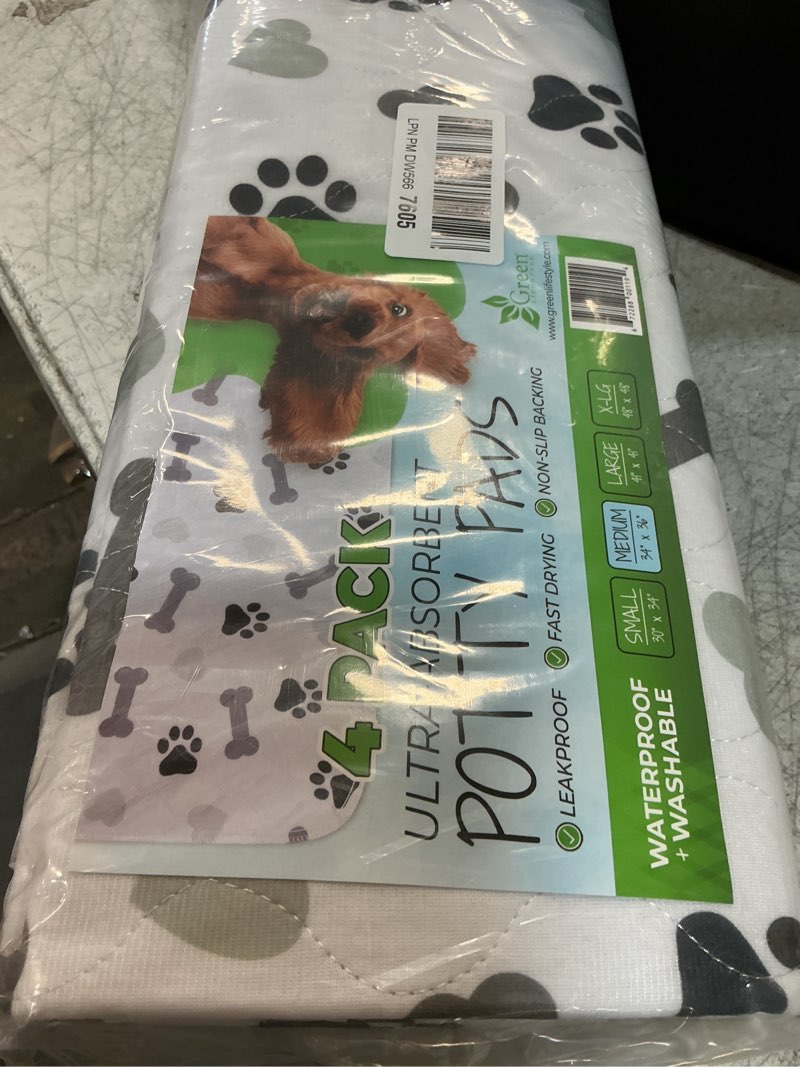 LPN PM DW566 7605
Green
www.greenlifestyle.com
4 PACK
ULTRA ABSORBENT
POTTY PADS
LEAKPROOF
FAST DRYING
NON-SLIP BACKING
WATERPROOF
+ WASHABLE
SMALL
30" X 34"
MEDIUM
34" X 36"
LARGE
41" X 41"
X-LG
48" X 48"